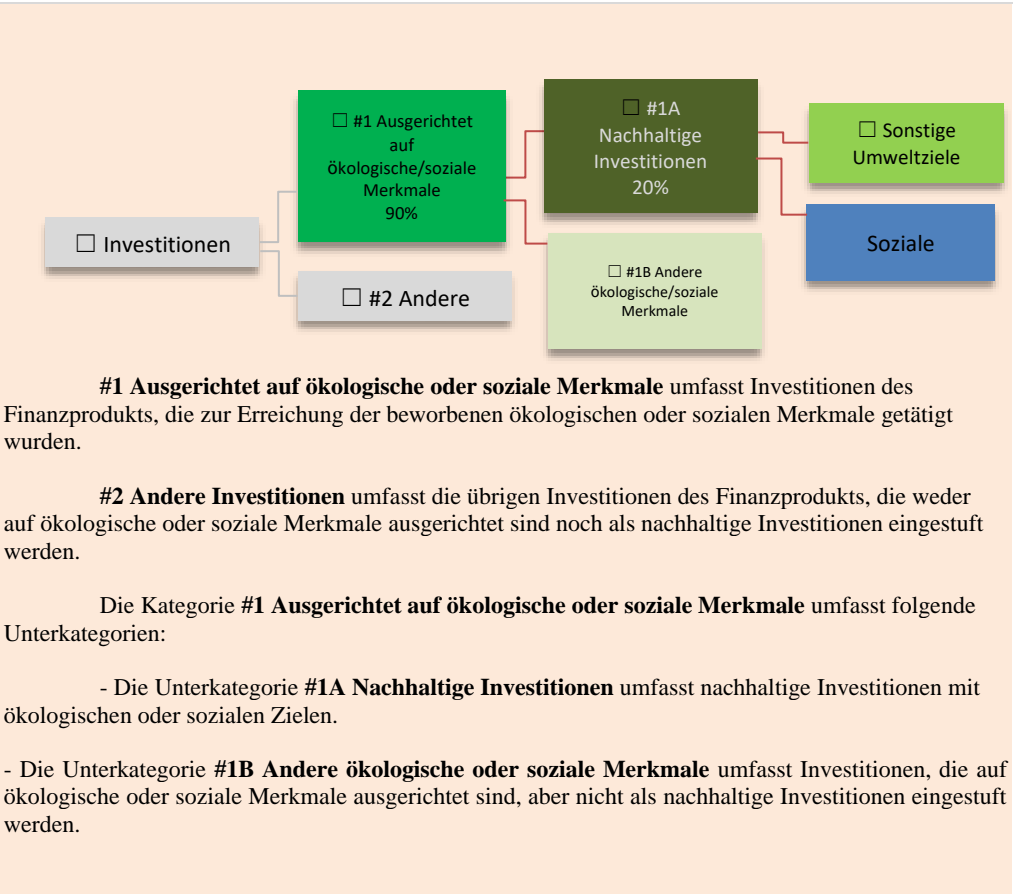 ☐ #1 Ausgerichtet
auf
ökologische/soziale
Merkmale
90%
☐ #1A
Nachhaltige
Investitionen
20%
☐ Sonstige
Umweltziele
☐ Investitionen
Soziale
☐ #2 Andere
☐ #1B Andere
ökologische/soziale
Merkmale
#1 Ausgerichtet auf ökologische oder soziale Merkmale umfasst Investitionen des
Finanzprodukts, die zur Erreichung der beworbenen ökologischen oder sozialen Merkmale getätigt
wurden.
#2 Andere Investitionen umfasst die übrigen Investitionen des Finanzprodukts, die weder
auf ökologische oder soziale Merkmale ausgerichtet sind noch als nachhaltige Investitionen eingestuft
werden.
Die Kategorie #1 Ausgerichtet auf ökologische oder soziale Merkmale umfasst folgende
Unterkategorien:
- Die Unterkategorie #1A Nachhaltige Investitionen umfasst nachhaltige Investitionen mit
ökologischen oder sozialen Zielen.
- Die Unterkategorie #1B Andere ökologische oder soziale Merkmale umfasst Investitionen, die auf
ökologische oder soziale Merkmale ausgerichtet sind, aber nicht als nachhaltige Investitionen eingestuft
werden.